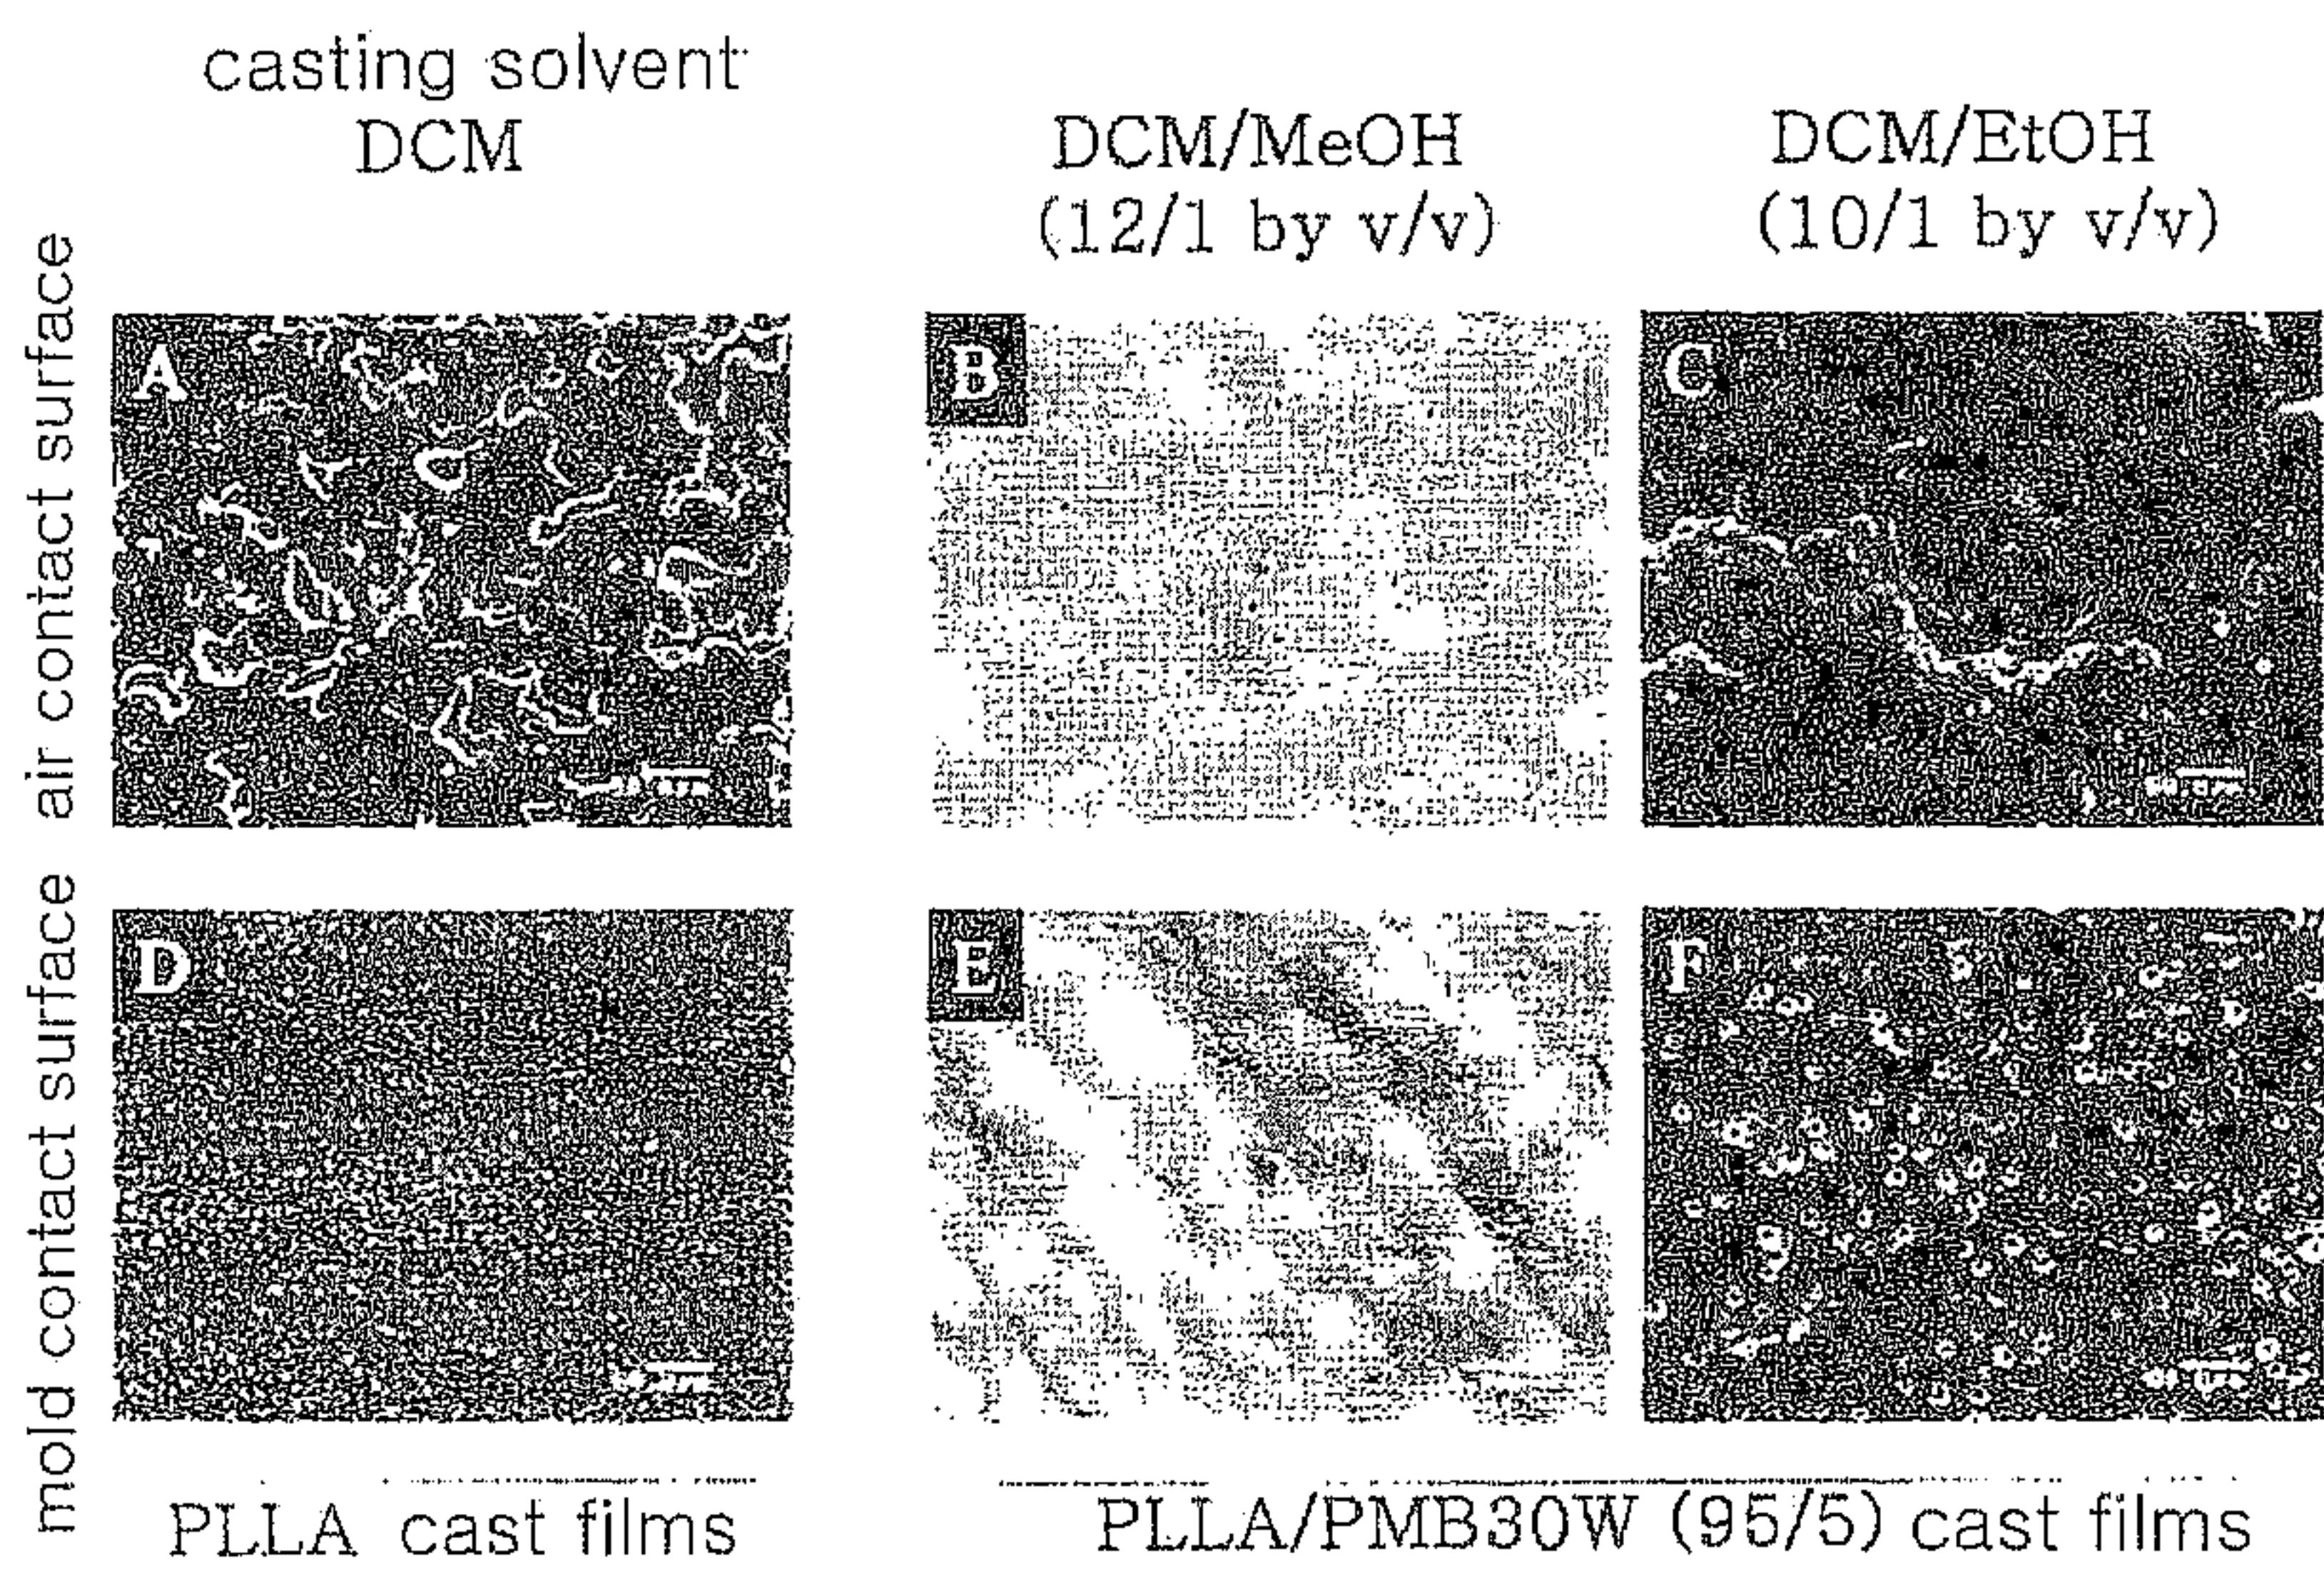 casting solvent
DCM
DCM/MeOH
(12/1 by v/v)
DCM/EtOH
(10/1 by v/v)
air contact surface
A
B
C
mold contact surface
D
E
F
PLLA cast films
PLLA/PMB30W (95/5) cast films